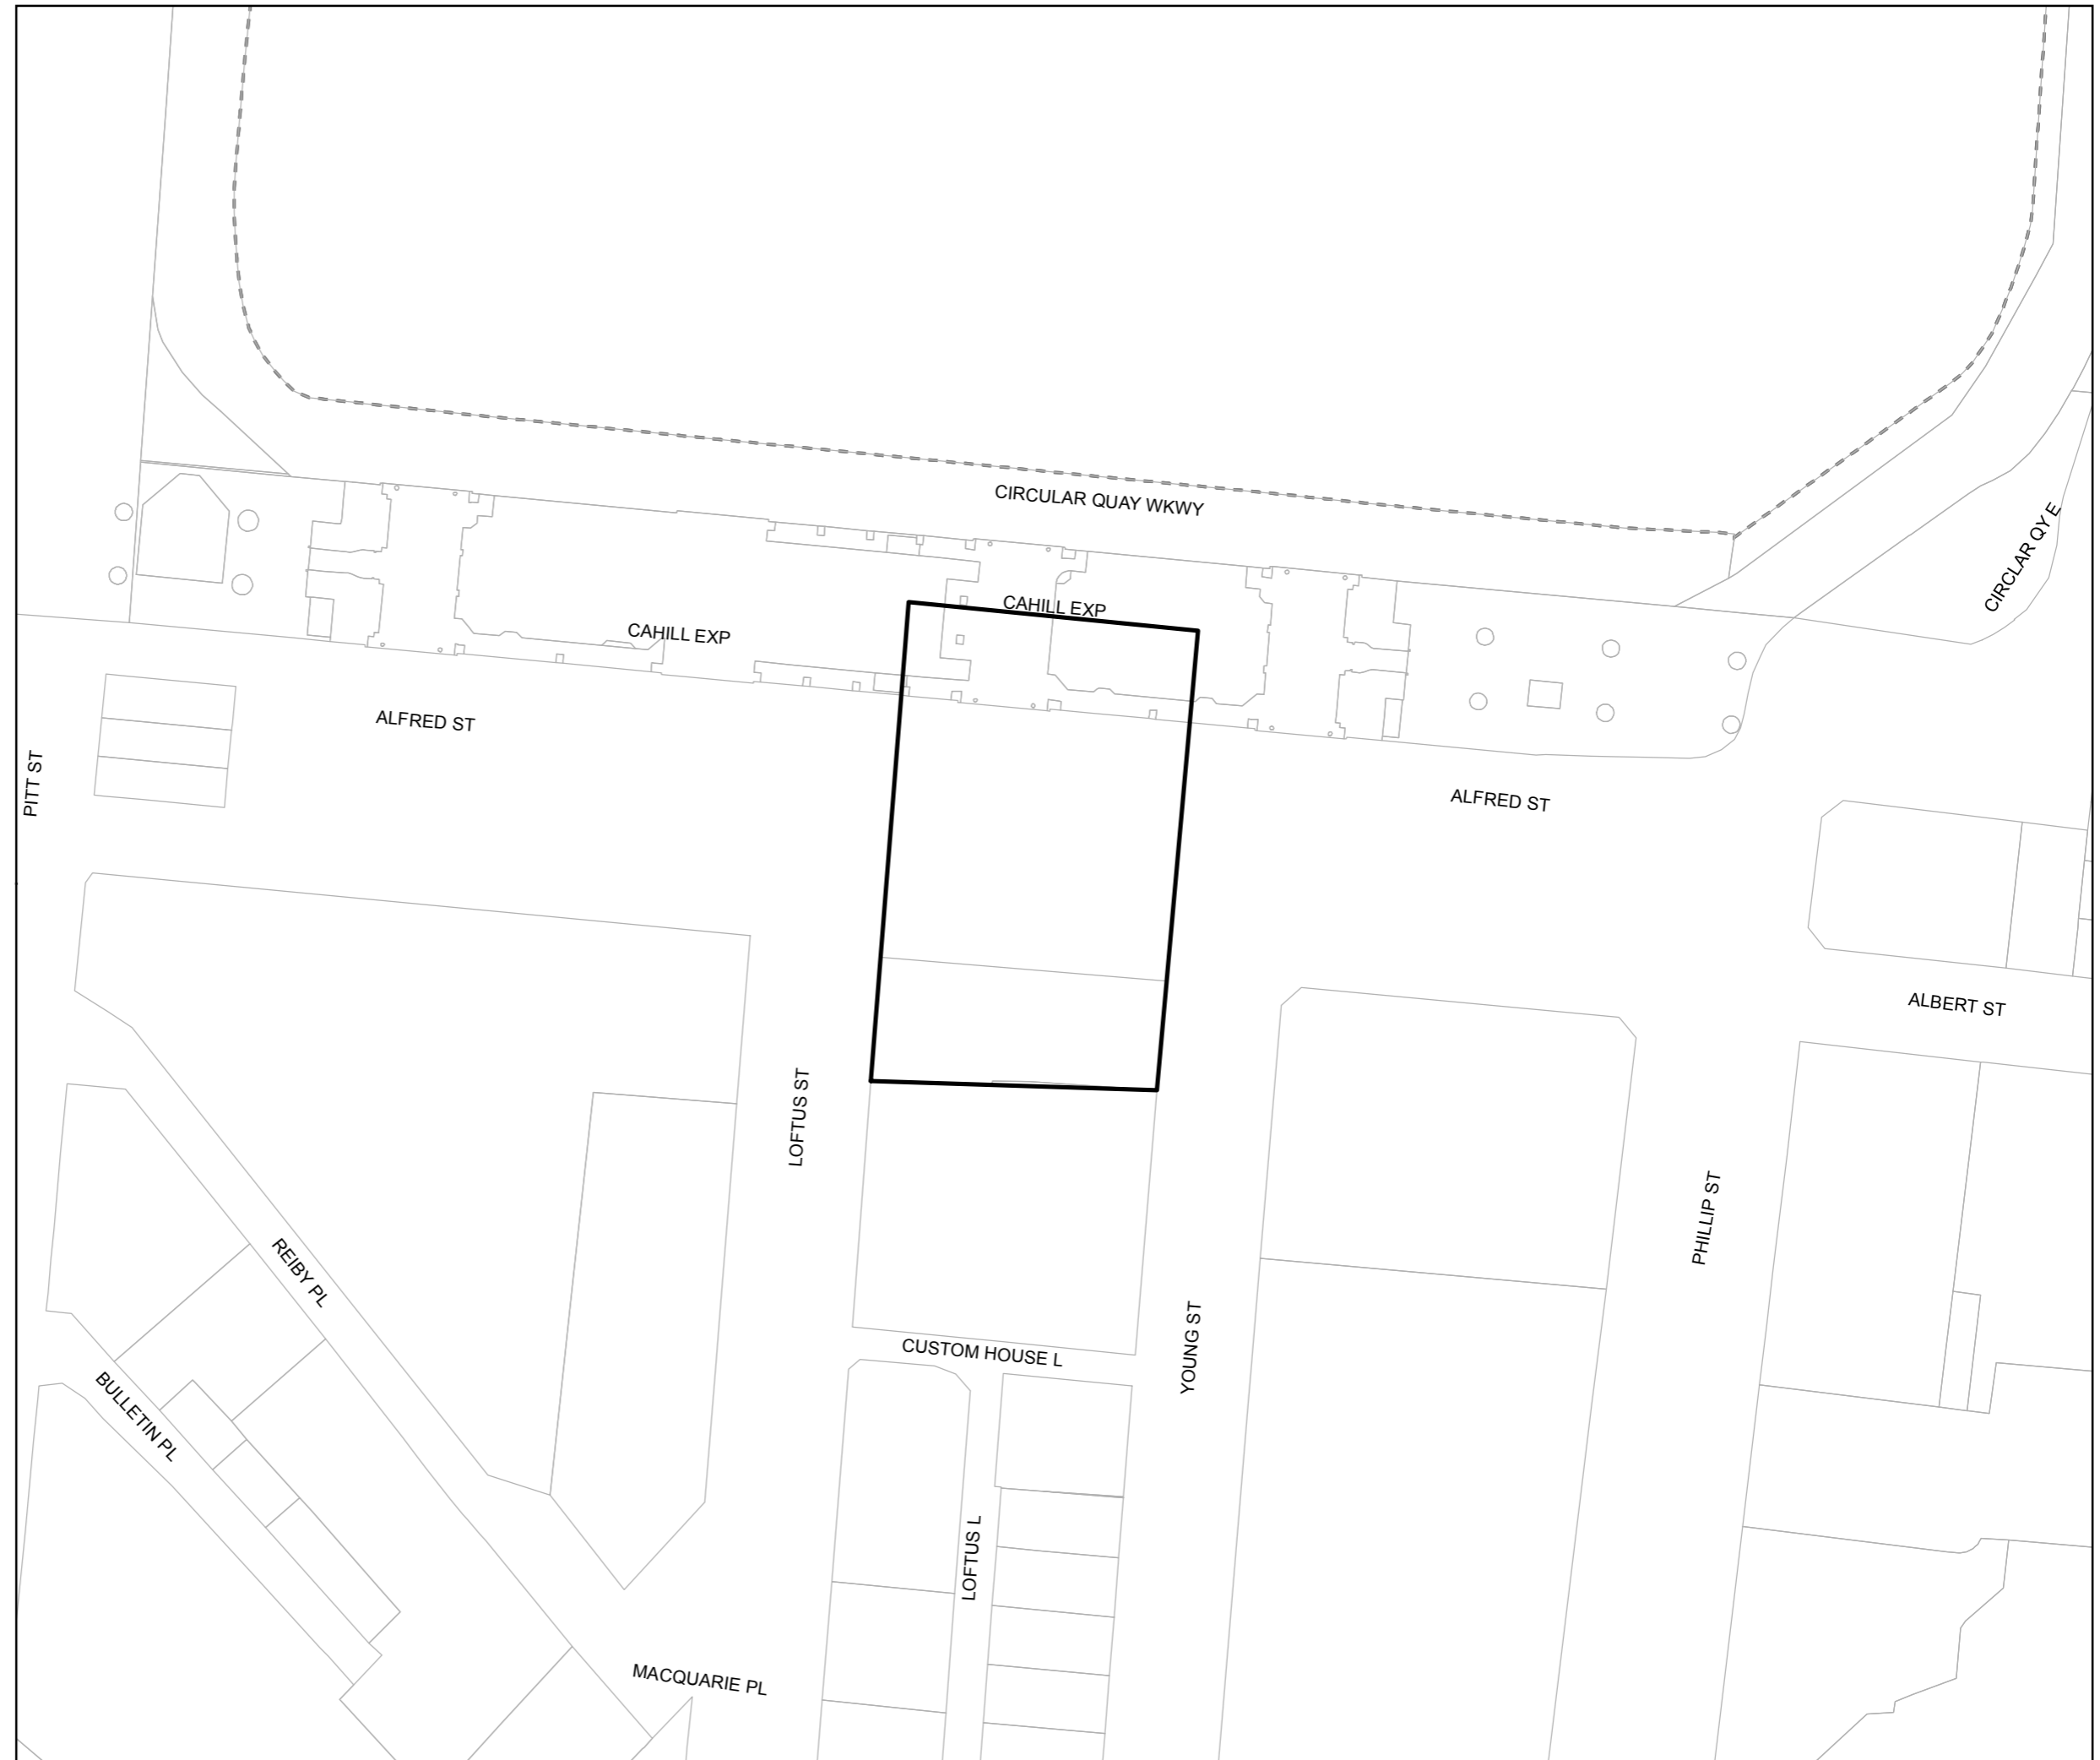 CIRCULAR QUAY WKWY
CIRCLAR QY E
CAHILL EXP
CAHILL EXP
ALFRED ST
PITT ST
ALFRED ST
ALBERT ST
LOFTUS ST
PHILLIP ST
REIBY PL
YOUNG ST
CUSTOM HOUSE L
BULLETIN PL
LOFTUS L
MACQUARIE PL